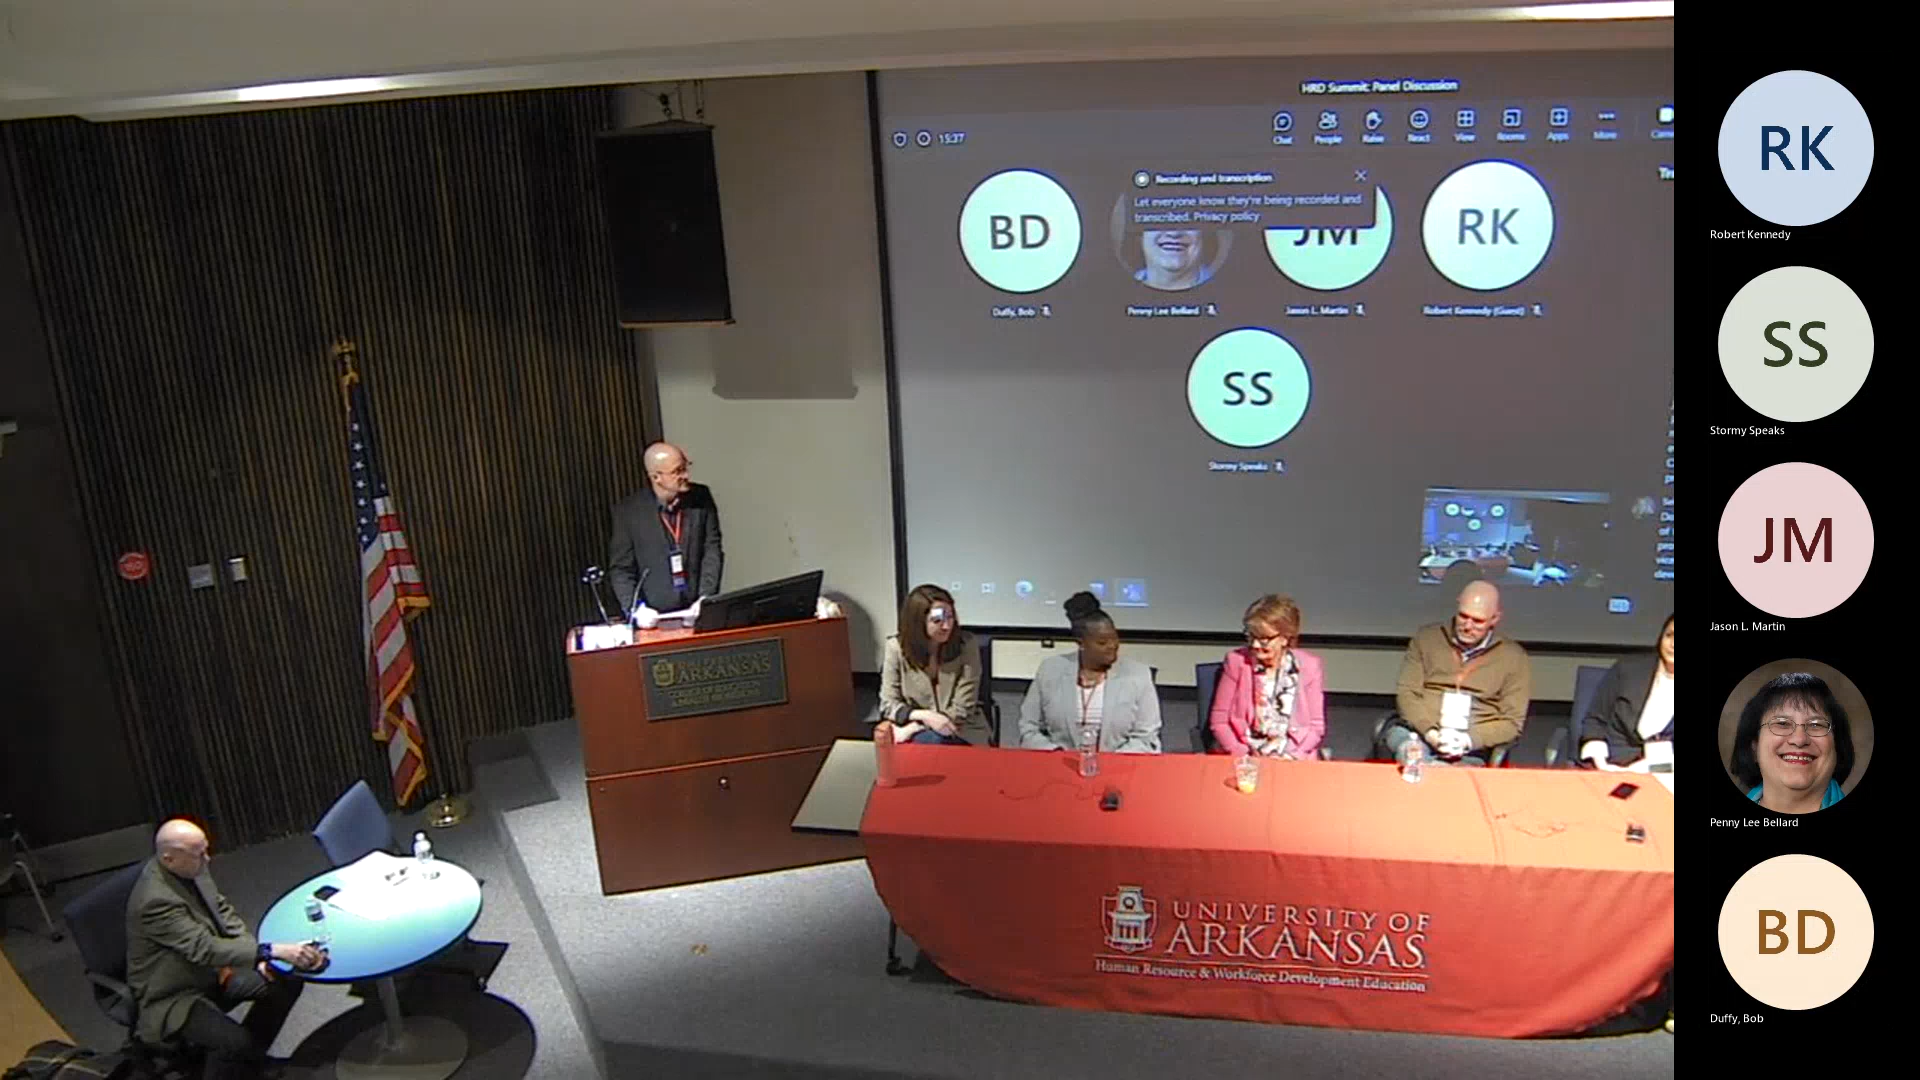 HRD Summit: Panel Discussion
15:37
Chat
People
Raise
React
View
Rooms
Apps
More
Recording and transcription
Let everyone know they're being recorded and
transcribed. Privacy policy
BD
JM
RK
Duffy, Bob
Penny Lee Bellard
Jason L. Martin
Robert Kennedy (Guest)
SS
Stormy Speaks
ARKANSAS
UNIVERSITY OF
ARKANSAS
Human Resource & Workforce Development Education
RK
Robert Kennedy
SS
Stormy Speaks
JM
Jason L. Martin
Penny Lee Bellard
BD
Duffy, Bob